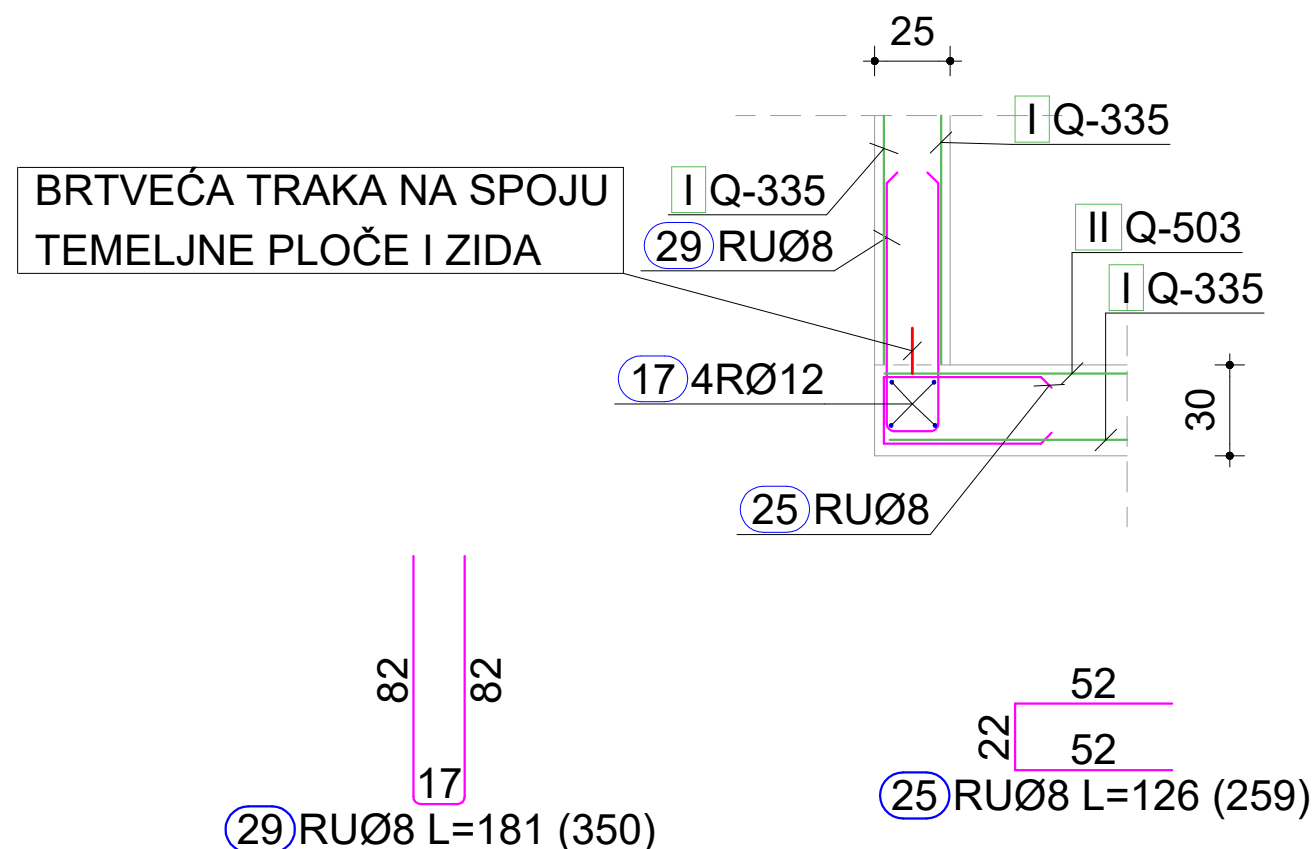 25
I Q-335
BRTVEĆA TRAKA NA SPOJU
TEMELJNE PLOČE I ZIDA
I Q-335
29 RUØ8
II Q-503
I Q-335
17 4RØ12
30
25 RUØ8
82
82
17
29 RUØ8 L=181 (350)
52
22
52
25 RUØ8 L=126 (259)